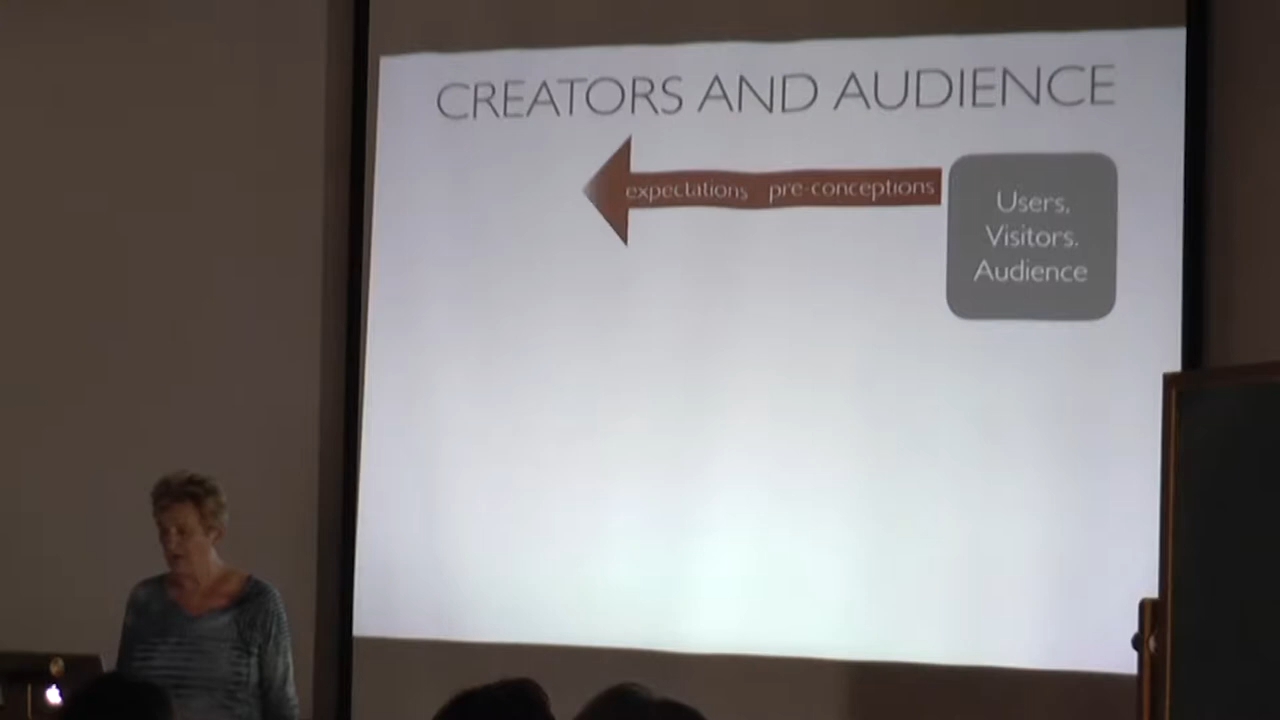 CREATORS AND AUDIENCE
expectations pre-conceptions
Users,
Visitors.
Audience